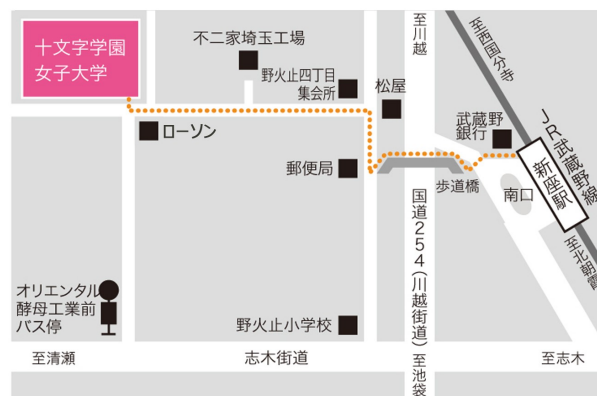 十文字学園
女子大学
不二家埼玉工場
野火止四丁目
集会所
松屋
至川越
至西国分寺
JR武蔵野線
武蔵野
銀行
新座駅
南口
ローソン
郵便局
歩道橋
国道254(川越街道)
至池袋
至北朝霞
オリエンタル
酵母工業前
バス停
野火止小学校
至清瀬
志木街道
至志木